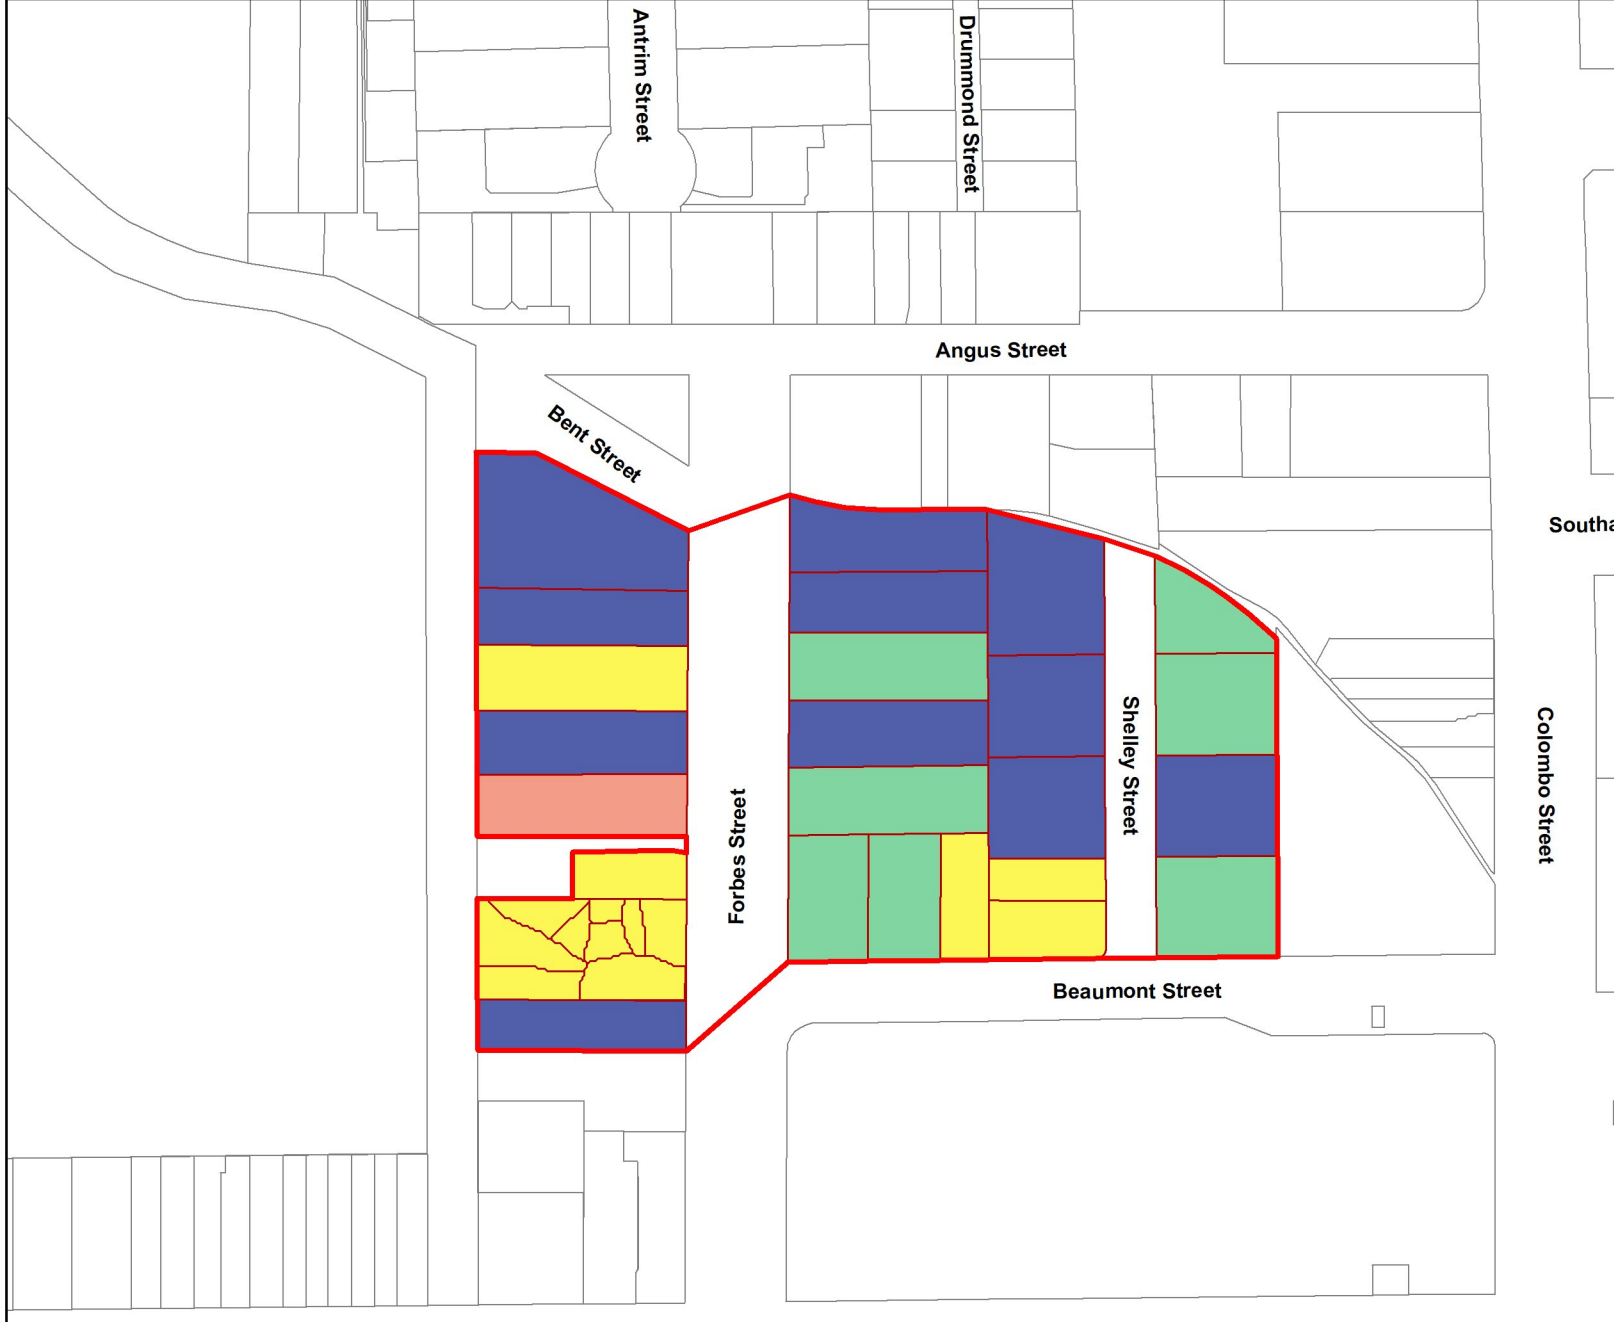 Antrim Street
Drummond Street
Angus Street
Bent Street
Southa
Shelley Street
Colombo Street
Forbes Street
Beaumont Street